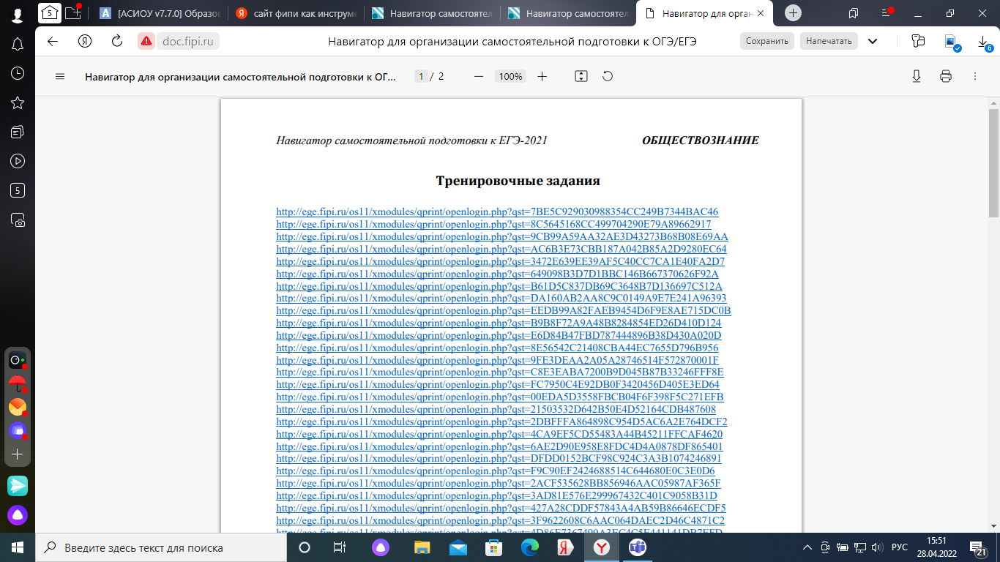 [АСИОУ v7.7.0] Образов
сайт фипи как инструме
Навигатор самостоятел
Навигатор самостоятел
Навигатор для орган
doc.fipi.ru
Навигатор для организации самостоятельной подготовки к ОГЭ/ЕГЭ
Сохранить
Напечатать
6
Навигатор для организации самостоятельной подготовки к ОГ...
1 / 2
100%
5
5
Навигатор самостоятельной подготовки к ЕГЭ-2021 ОБЩЕСТВОЗНАНИЕ
Тренировочные задания
http://ege.fipi.ru/os11/xmodules/qprint/openlogin.php?qst=7BE5C929030988354CC249B7344BAC46
http://ege.fipi.ru/os11/xmodules/qprint/openlogin.php?qst=8C5645168CC499704290E79A89662917
http://ege.fipi.ru/os11/xmodules/qprint/openlogin.php?qst=9CB99A59AA32AE3D43273B68B08E69AA
http://ege.fipi.ru/os11/xmodules/qprint/openlogin.php?qst=AC6B3E73CBB187A042B85A2D9280EC64
http://ege.fipi.ru/os11/xmodules/qprint/openlogin.php?qst=3472E639EE39AF5C40CC7CA1E40FA2D7
http://ege.fipi.ru/os11/xmodules/qprint/openlogin.php?qst=649098B3D7D1BBC146B667370626F92A
http://ege.fipi.ru/os11/xmodules/qprint/openlogin.php?qst=B61D5C837DB69C3648B7D136697C512A
http://ege.fipi.ru/os11/xmodules/qprint/openlogin.php?qst=DA160AB2AA8C9C0149A9E7E241A96393
http://ege.fipi.ru/os11/xmodules/qprint/openlogin.php?qst=EEDB99A82FAEB9454D6F9E8AE715DC0B
http://ege.fipi.ru/os11/xmodules/qprint/openlogin.php?qst=B9B8F72A9A48B8284854ED26D410D124
http://ege.fipi.ru/os11/xmodules/qprint/openlogin.php?qst=E6D84B47FBD787444896B38D430A020D
http://ege.fipi.ru/os11/xmodules/qprint/openlogin.php?qst=8E56542C21408CBA44EC7655D796B956
http://ege.fipi.ru/os11/xmodules/qprint/openlogin.php?qst=9FE3DEAA2A05A28746514F572870001F
http://ege.fipi.ru/os11/xmodules/qprint/openlogin.php?qst=C8E3EABA7200B9D045B87B33246FFF8E
http://ege.fipi.ru/os11/xmodules/qprint/openlogin.php?qst=FC7950C4E92DB0F3420456D405E3ED64
http://ege.fipi.ru/os11/xmodules/qprint/openlogin.php?qst=00EDA5D3558FBCB04F6F398F5C271EFB
http://ege.fipi.ru/os11/xmodules/qprint/openlogin.php?qst=21503532D642B50E4D52164CDB487608
http://ege.fipi.ru/os11/xmodules/qprint/openlogin.php?qst=2DBFFFA864898C954D5AC6A2E764DCF2
http://ege.fipi.ru/os11/xmodules/qprint/openlogin.php?qst=4CA9EF5CD55483A44B45211FFCAF4620
http://ege.fipi.ru/os11/xmodules/qprint/openlogin.php?qst=6AE2D90E958E8FDC4D4A0878DF865401
http://ege.fipi.ru/os11/xmodules/qprint/openlogin.php?qst=DFDD0152BCF98C924C3A3B1074246891
http://ege.fipi.ru/os11/xmodules/qprint/openlogin.php?qst=F9C90EF2424688514C644680E0C3E0D6
http://ege.fipi.ru/os11/xmodules/qprint/openlogin.php?qst=2ACF535628BB856946AAC05987AF365F
http://ege.fipi.ru/os11/xmodules/qprint/openlogin.php?qst=3AD81E576E299967432C401C9058B31D
http://ege.fipi.ru/os11/xmodules/qprint/openlogin.php?qst=427A28CDDF57843A4AB59B86646ECDF5
http://ege.fipi.ru/os11/xmodules/qprint/openlogin.php?qst=3F9622608C6AAC064DAEC2D46C4871C2
Введите здесь текст для поиска
РУС
15:51
28.04.2022
21